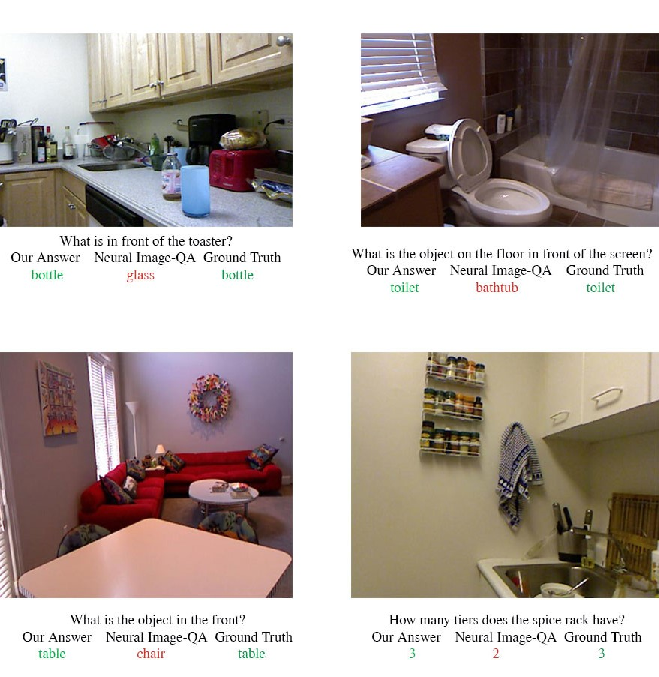 What is in front of the toaster?
Our Answer Neural Image-QA Ground Truth
bottle glass bottle
What is the object on the floor in front of the screen?
Our Answer Neural Image-QA Ground Truth
toilet bathtub toilet
What is the object in the front?
Our Answer Neural Image-QA Ground Truth
table chair table
How many tiers does the spice rack have?
Our Answer Neural Image-QA Ground Truth
3 2 3